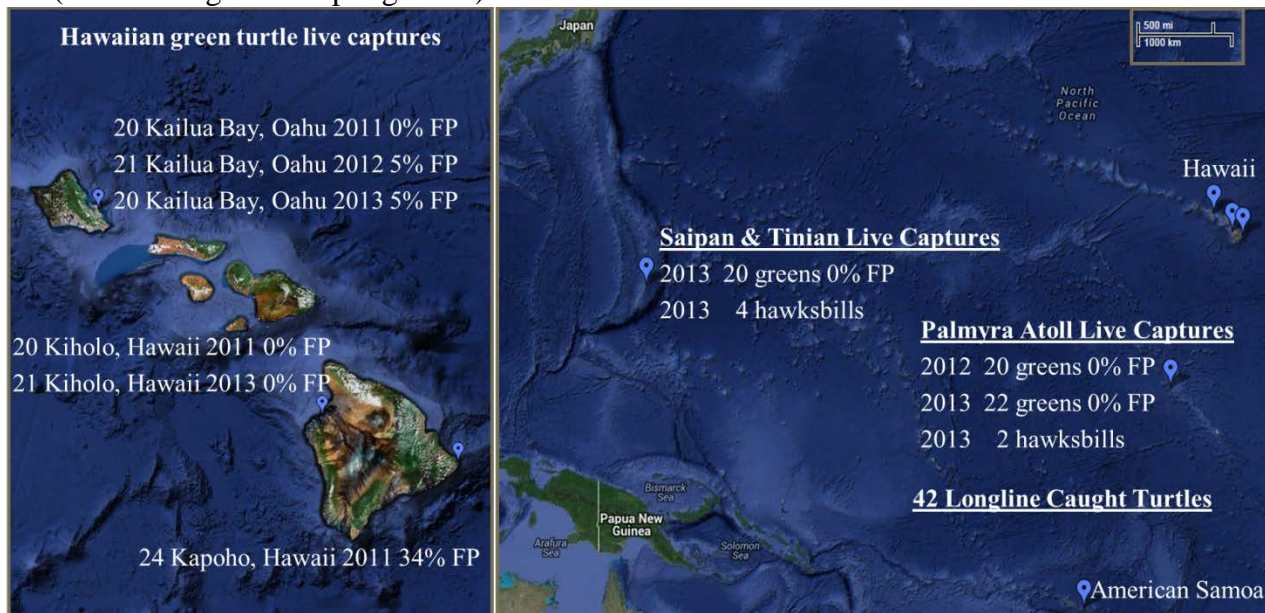 Hawaiian green turtle live captures
20 Kailua Bay, Oahu 2011 0% FP
21 Kailua Bay, Oahu 2012 5% FP
20 Kailua Bay, Oahu 2013 5% FP
20 Kiholo, Hawaii 2011 0% FP
21 Kiholo, Hawaii 2013 0% FP
24 Kapoho, Hawaii 2011 34% FP
Japan
500 mi
1000 km
North
Pacific
Ocean
Hawaii
Saipan & Tinian Live Captures
2013 20 greens 0% FP
2013 4 hawksbills
Palmyra Atoll Live Captures
2012 20 greens 0% FP
2013 22 greens 0% FP
2013 2 hawksbills
42 Longline Caught Turtles
Bismarck
Sea
Papua New
Guinea
Arafura
Sea
Solomon
Sea
American Samoa